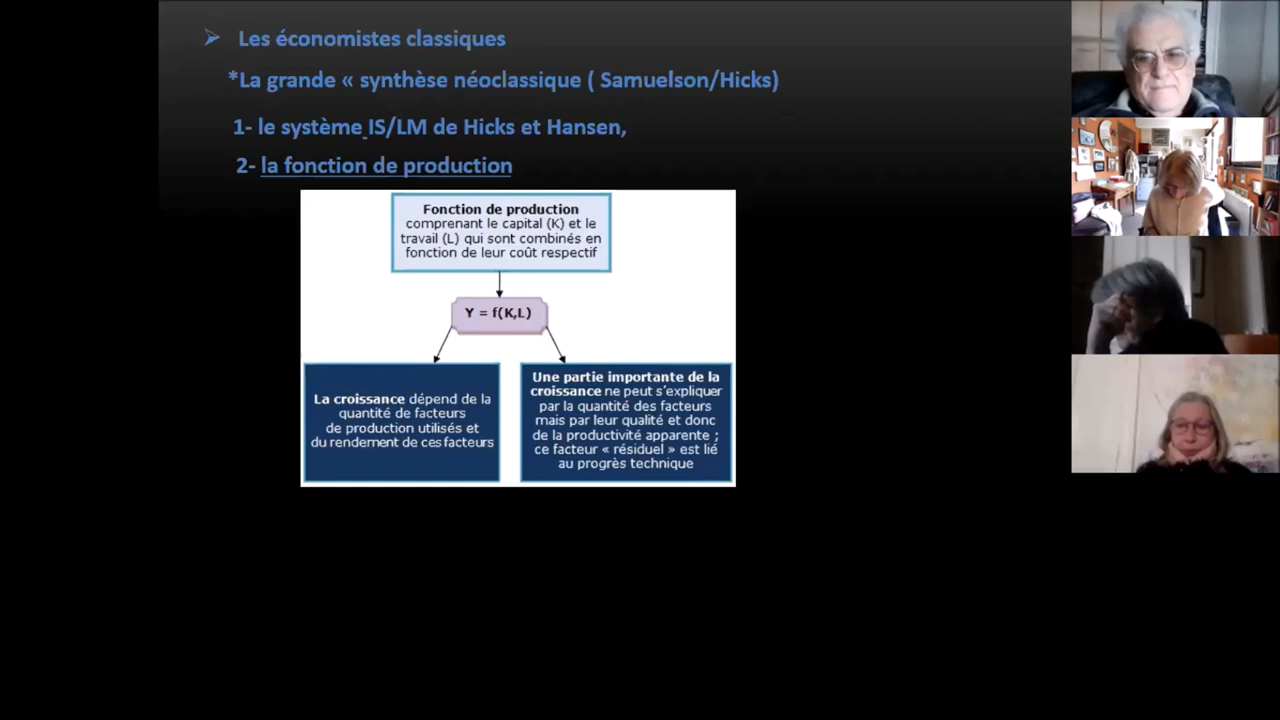 Les économistes classiques
*La grande « synthèse néoclassique ( Samuelson/Hicks)
1- le système IS/LM de Hicks et Hansen,
2- la fonction de production
Fonction de production
comprenant le capital (K) et le
travail (L) qui sont combinés en
fonction de leur coût respectif
Y = f(K,L)
La croissance dépend de la
quantité de facteurs
de production utilisés et
du rendement de ces facteurs
Une partie importante de la
croissance ne peut s'expliquer
par la quantité des facteurs
mais par leur qualité et donc
de la productivité apparente ;
ce facteur « résiduel » est lié
au progrès technique